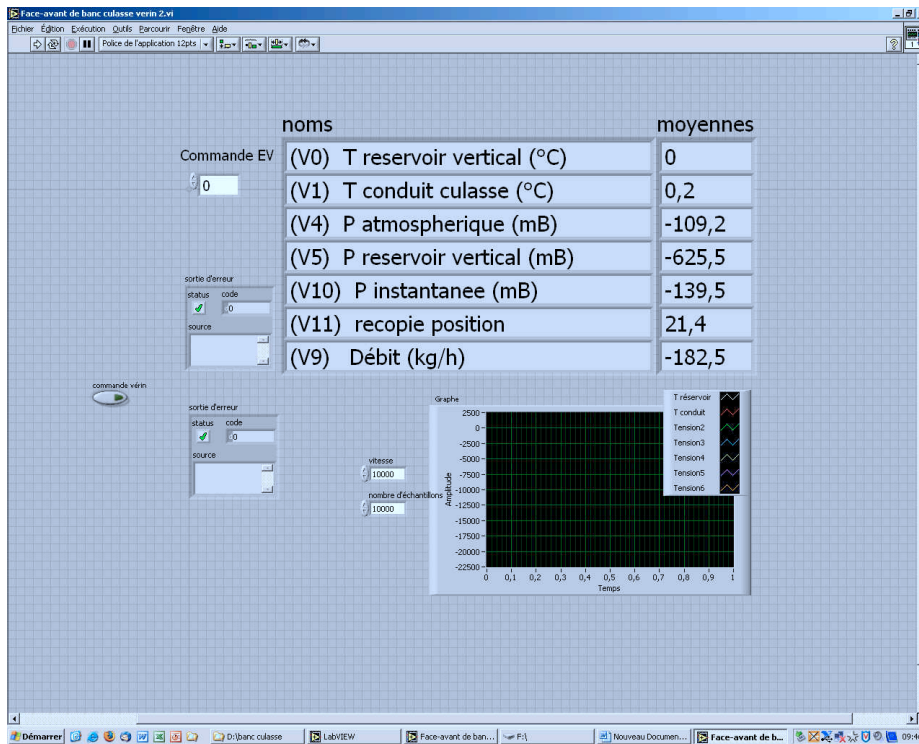 Face-avant de banc culasse verin 2.vi
Fichier Édition Exécution Outils Parcourir Fenêtre Aide
Police de l'application 12pts
noms moyennes
Commande EV
0
(V0) T reservoir vertical (°C) 0
(V1) T conduit culasse (°C) 0,2
(V4) P atmospherique (mB) -109,2
(V5) P reservoir vertical (mB) -625,5
(V10) P instantanee (mB) -139,5
(V11) recopie position 21,4
(V9) Débit (kg/h) -182,5
sortie d'erreur
status code
0
source
commande vérin
sortie d'erreur
status code
0
source
vitesse
10000
nombre d'échantillons
10000
Graphe
T réservoir
T conduit
Tension2
Tension3
Tension4
Tension5
Tension6
Amplitude
2500
0
-2500
-5000
-7500
-10000
-12500
-15000
-17500
-20000
-22500
0 0,1 0,2 0,3 0,4 0,5 0,6 0,7 0,8 0,9 1
Temps
Démarrer D:\banc culasse LabVIEW Face-avant de ban... F:\ Nouveau Documen... Face-avant de b...